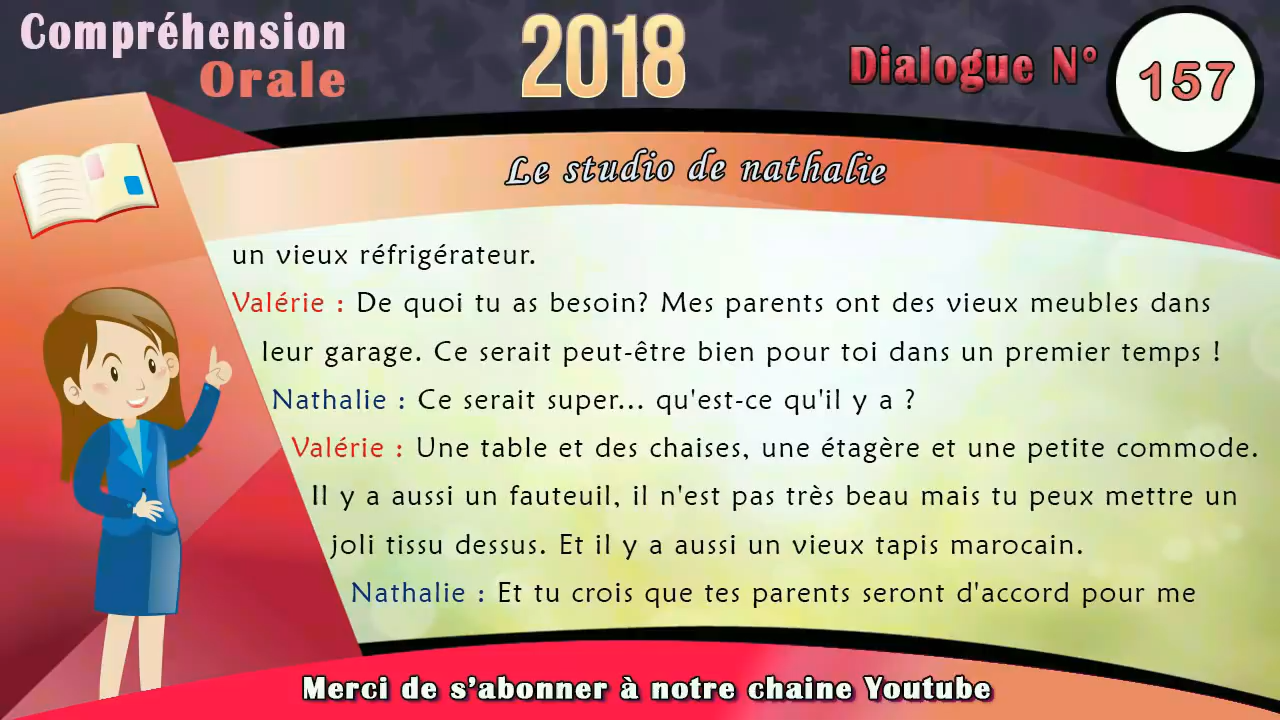 Compréhension
Orale
2018
Dialogue N°
157
Le studio de nathalie
un vieux réfrigérateur.
Valérie : De quoi tu as besoin? Mes parents ont des vieux meubles dans
leur garage. Ce serait peut-être bien pour toi dans un premier temps !
Nathalie : Ce serait super... qu'est-ce qu'il y a ?
Valérie : Une table et des chaises, une étagère et une petite commode.
Il y a aussi un fauteuil, il n'est pas très beau mais tu peux mettre un
joli tissu dessus. Et il y a aussi un vieux tapis marocain.
Nathalie : Et tu crois que tes parents seront d'accord pour me
Merci de s'abonner à notre chaine Youtube